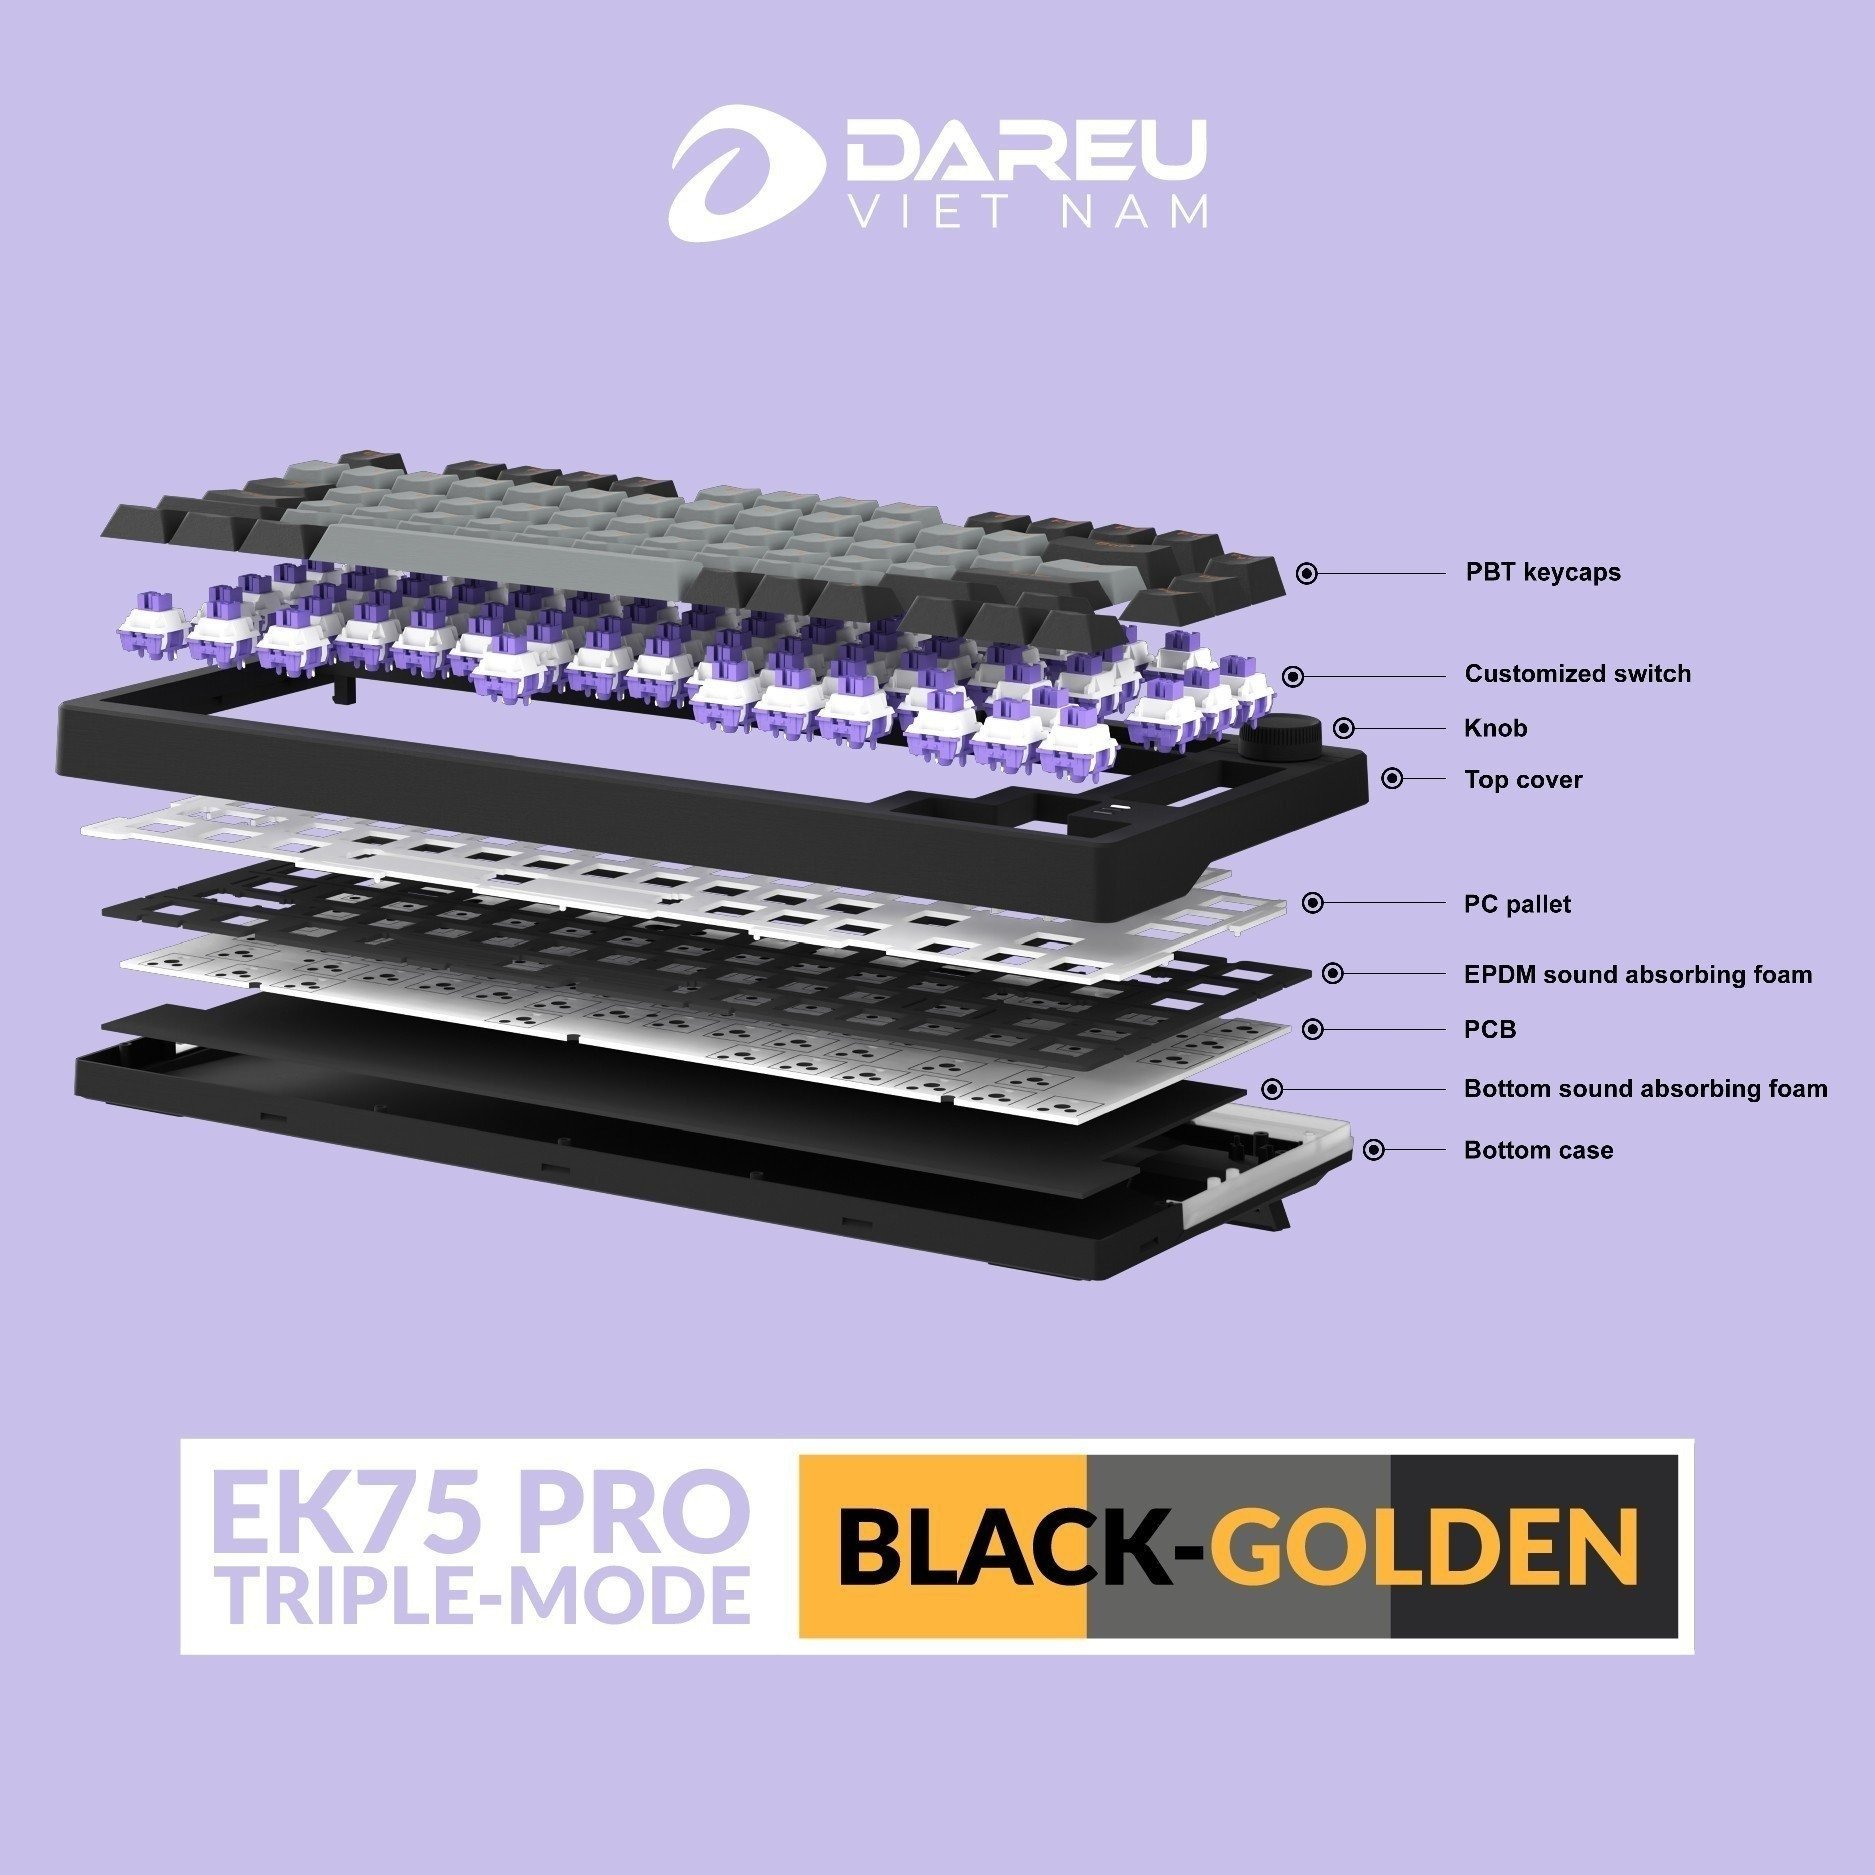 DAREU
VIET NAM
PBT keycaps
Customized switch
Knob
Top cover
PC pallet
EPDM sound absorbing foam
PCB
Bottom sound absorbing foam
Bottom case
EK75 PRO
TRIPLE-MODE
BLACK-GOLDEN